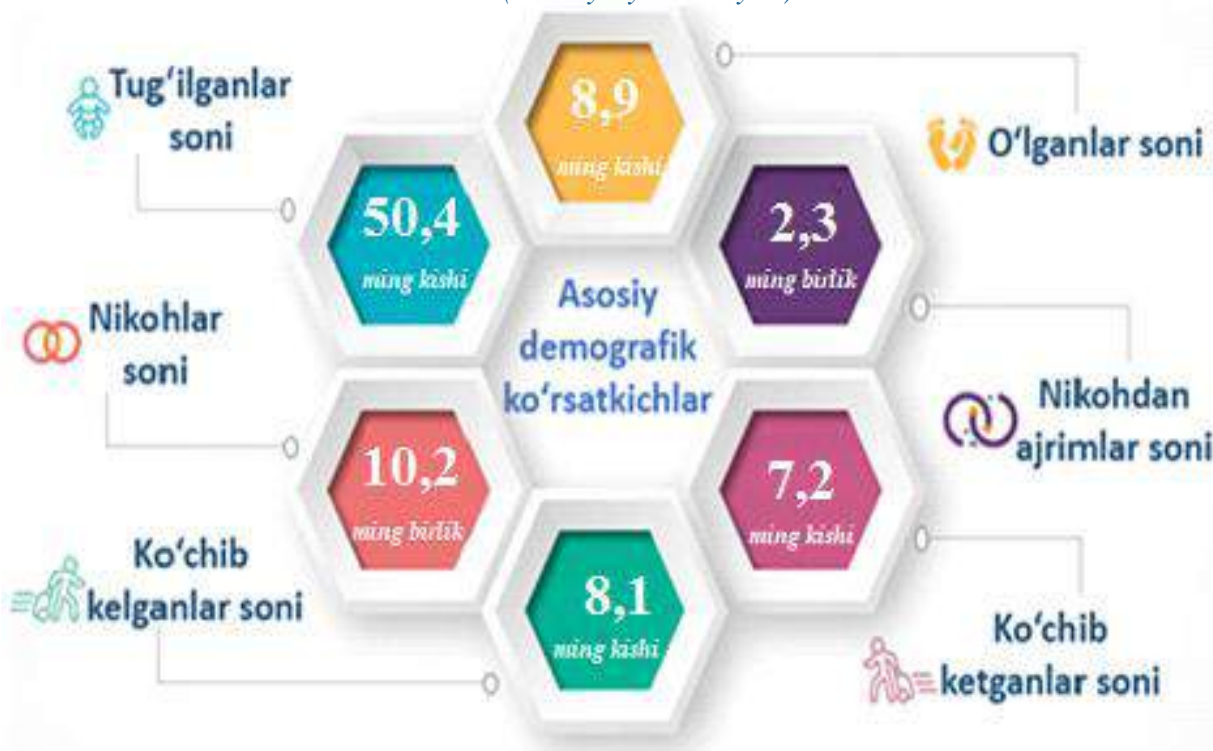 Tug‘ilganlar
soni
8,9
ming kishi
O‘lganlar soni
50,4
ming kishi
2,3
ming birlik
Nikohlar
soni
Asosiy
demografik
ko‘rsatkichlar
Nikohdan
ajrimlar soni
10,2
ming birlik
7,2
ming kishi
Ko‘chib
kelganlar soni
8,1
ming kishi
Ko‘chib
ketganlar soni